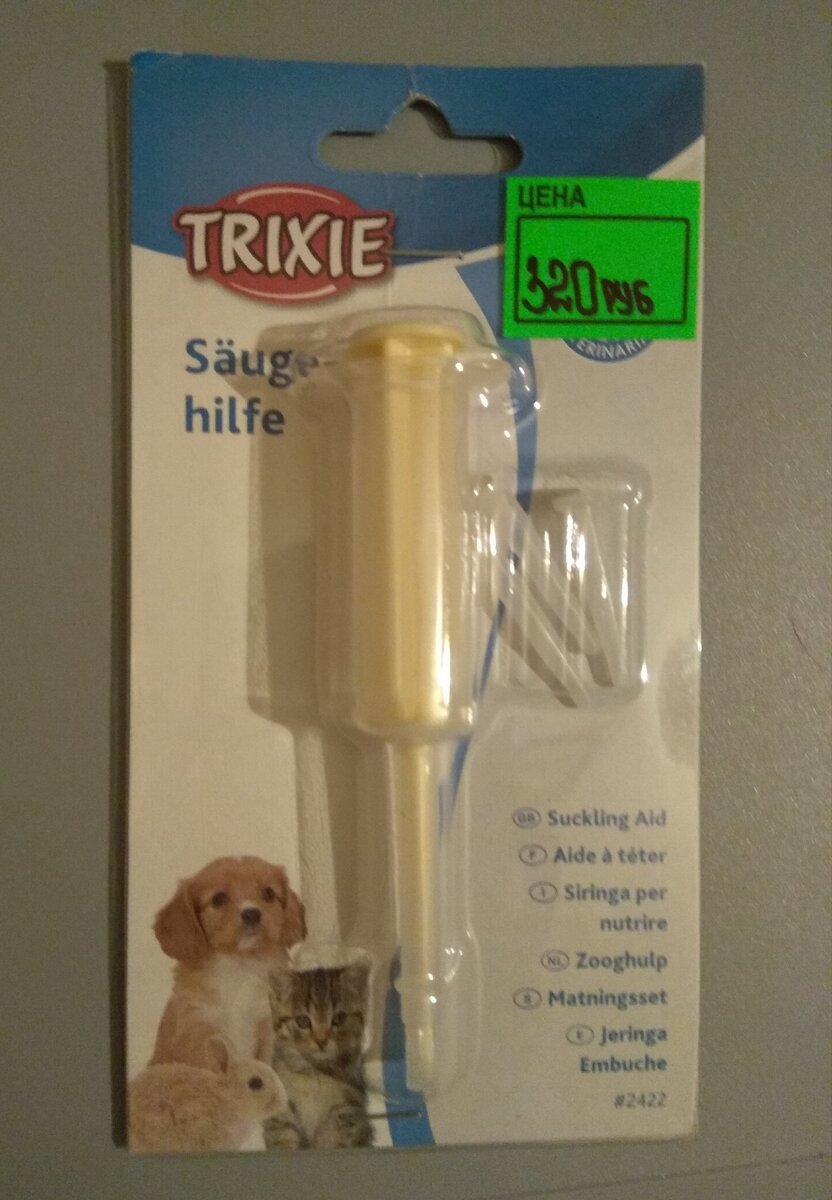 TRIXIE
ЦЕНА
320 РУБ
Säuge-
hilfe
GB Suckling Aid
F Aide à téter
I Siringa per
nutrire
NL Zooghulp
S Matningsset
E Jeringa
Embuche
#2422